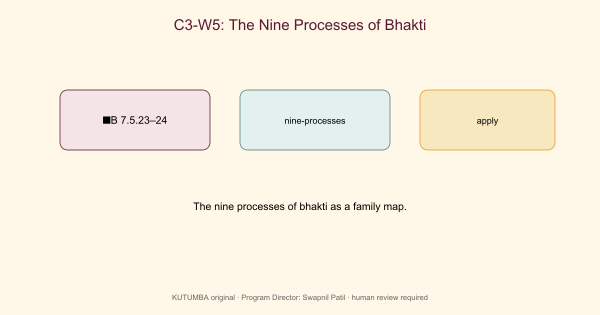 C3-W5: The Nine Processes of Bhakti
■B 7.5.23–24
nine-processes
apply
The nine processes of bhakti as a family map.
KUTUMBA original · Program Director: Swapnil Patil · human review required